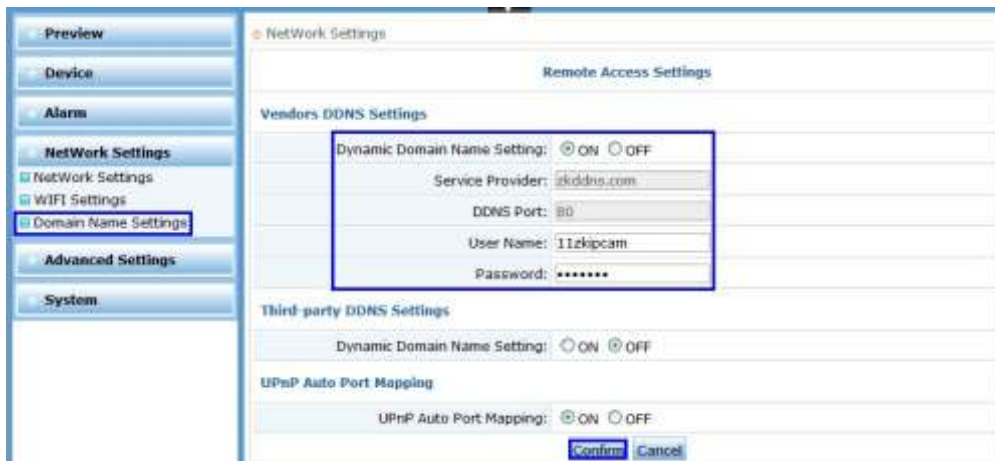 Preview
Device
Alarm
NetWork Settings
NetWork Settings
WIFI Settings
Domain Name Settings
Advanced Settings
System
NetWork Settings
Remote Access Settings
Vendors DDNS Settings
Dynamic Domain Name Setting: ON OFF
Service Provider: zkddns.com
DDNS Port: 80
User Name: 11zkipcam
Password: •••••••
Third-party DDNS Settings
Dynamic Domain Name Setting: ON OFF
UPnP Auto Port Mapping
UPnP Auto Port Mapping: ON OFF
Confirm Cancel